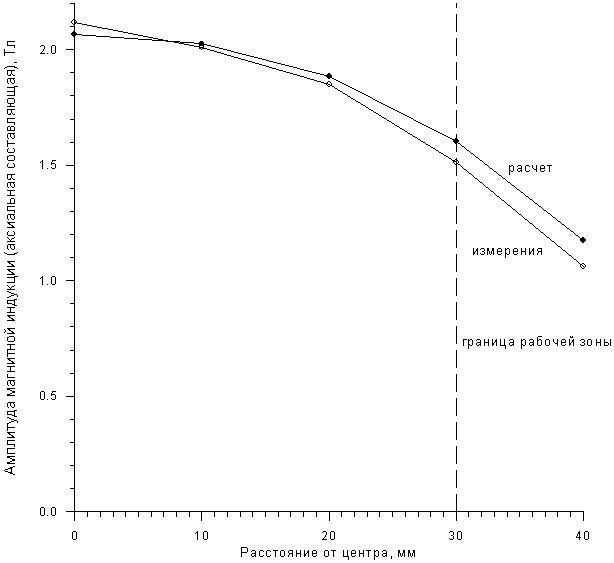 Амплитуда магнитной индукции (аксиальная составляющая), Тл
2.0
1.5
1.0
0.5
0.0
расчет
измерения
граница рабочей зоны
0 10 20 30 40
Расстояние от центра, мм